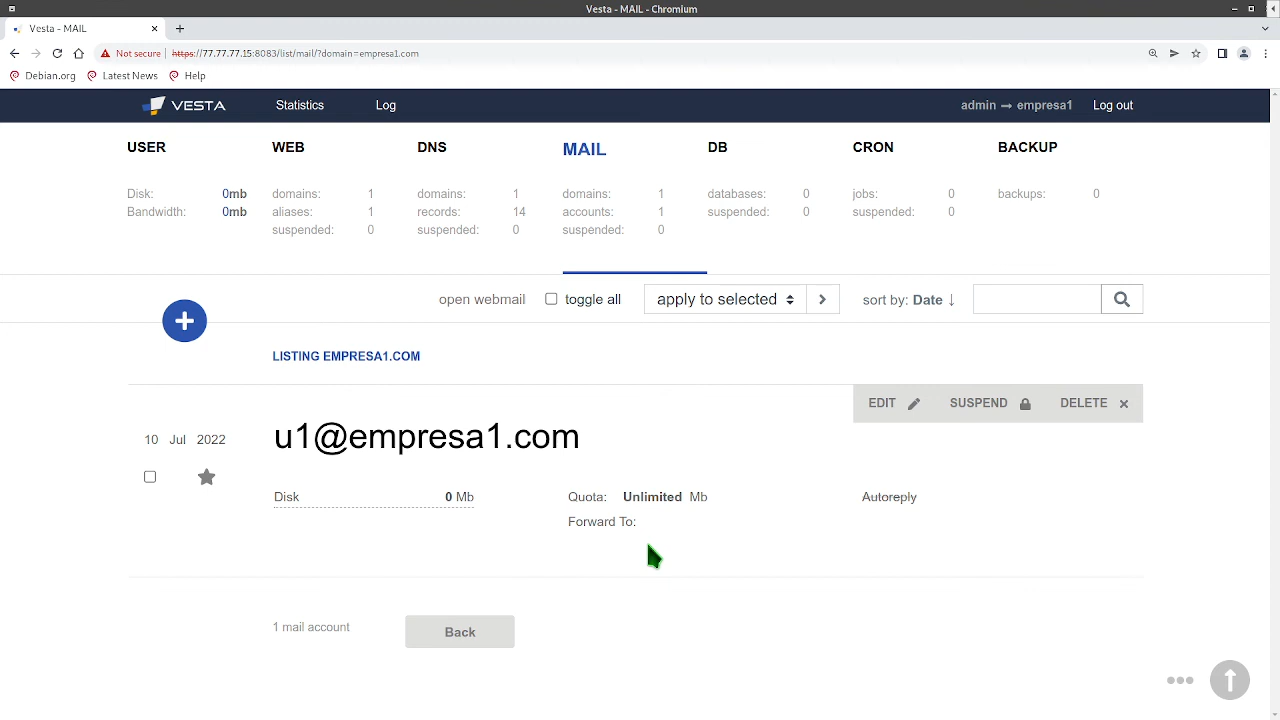 Vesta - MAIL - Chromium
Vesta - MAIL
Not secure https://77.77.77.15:8083/list/mail/?domain=empresa1.com
Debian.org Latest News Help
VESTA Statistics Log admin → empresa1 Log out
USER WEB DNS MAIL DB CRON BACKUP
Disk: 0mb domains: 1 domains: 1 domains: 1 databases: 0 jobs: 0 backups: 0
Bandwidth: 0mb aliases: 1 records: 14 accounts: 1 suspended: 0 suspended: 0
suspended: 0 suspended: 0 suspended: 0
open webmail toggle all apply to selected sort by: Date ↓
LISTING EMPRESA1.COM
EDIT SUSPEND DELETE
10 Jul 2022 u1@empresa1.com
Disk 0 Mb Quota: Unlimited Mb Autoreply
Forward To:
1 mail account Back